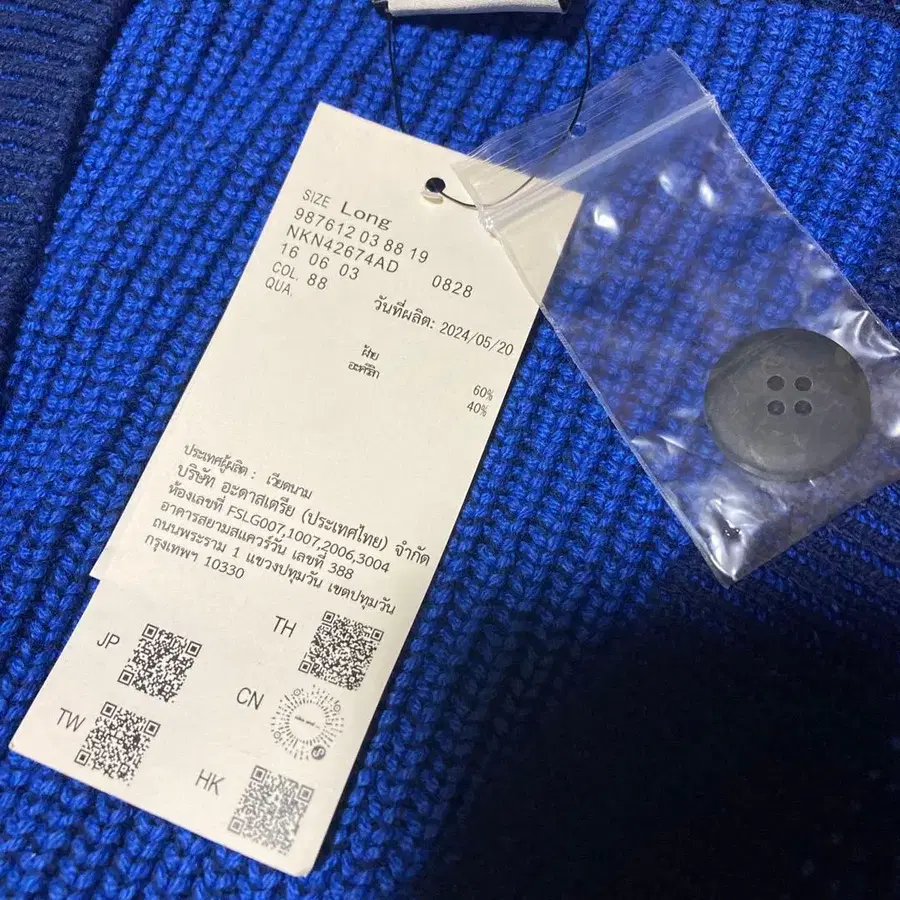 SIZE Long
987612 03 88 19
NKN42674AD
16 06 03 0828
COL. 88
QUA.
วันที่ผลิต: 2024/05/20
ฝ้าย 60%
อะคริลิก 40%
ประเทศผู้ผลิต : เวียดนาม
บริษัท อะดาสเตรีย (ประเทศไทย) จำกัด
ห้องเลขที่ FSLG007,1007,2006,3004
อาคารสยามสแควร์วัน เลขที่ 388
ถนนพระราม 1 แขวงปทุมวัน เขตปทุมวัน
กรุงเทพฯ 10330
JP
TH
TW
CN
HK